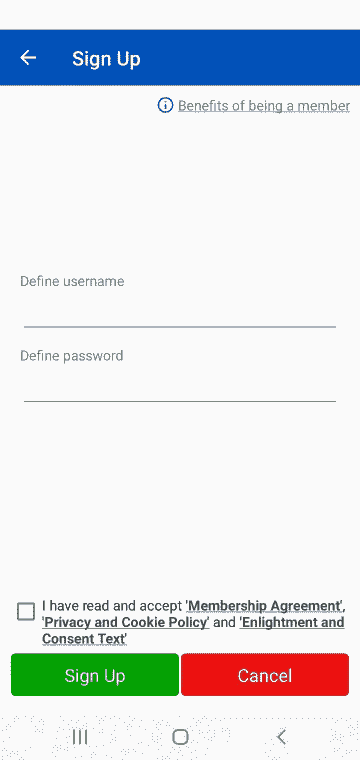 Sign Up
Benefits of being a member
Define username
Define password
I have read and accept 'Membership Agreement',
'Privacy and Cookie Policy' and 'Enlightment and
Consent Text'
Sign Up
Cancel